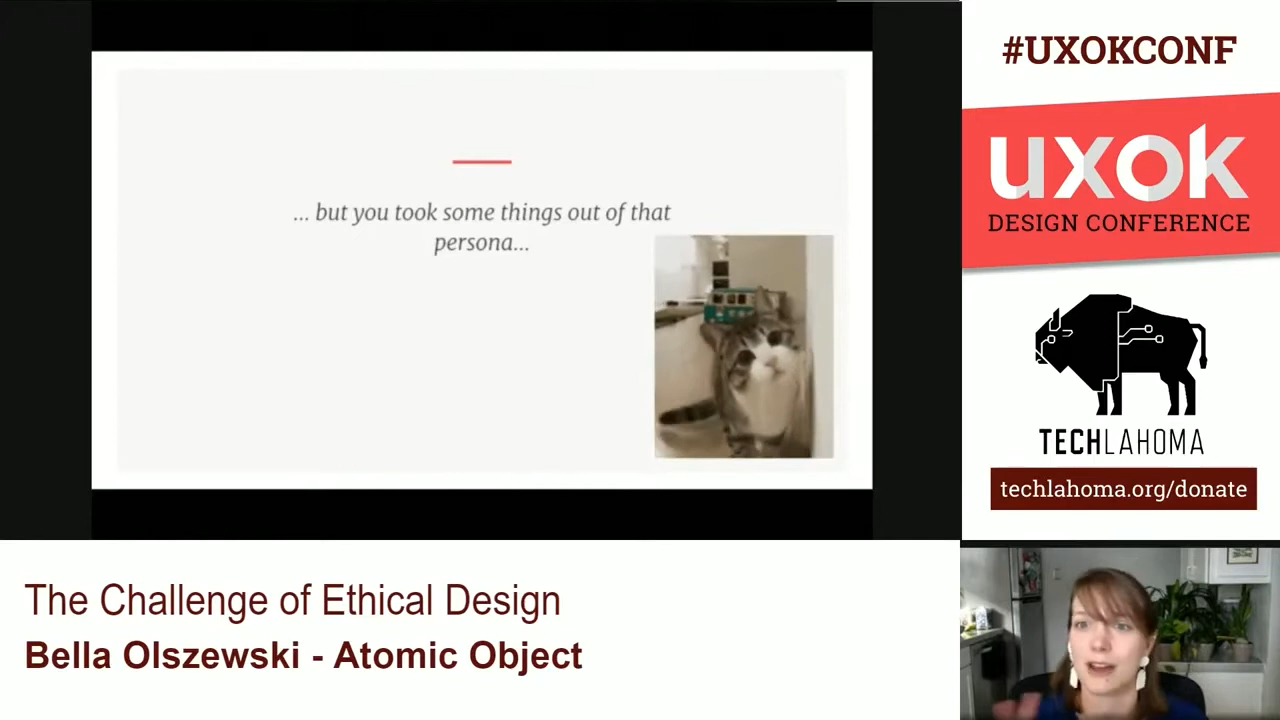 ... but you took some things out of that
persona...
#UXOKCONF
uxok
DESIGN CONFERENCE
TECHLAHOMA
techlahoma.org/donate
The Challenge of Ethical Design
Bella Olszewski - Atomic Object